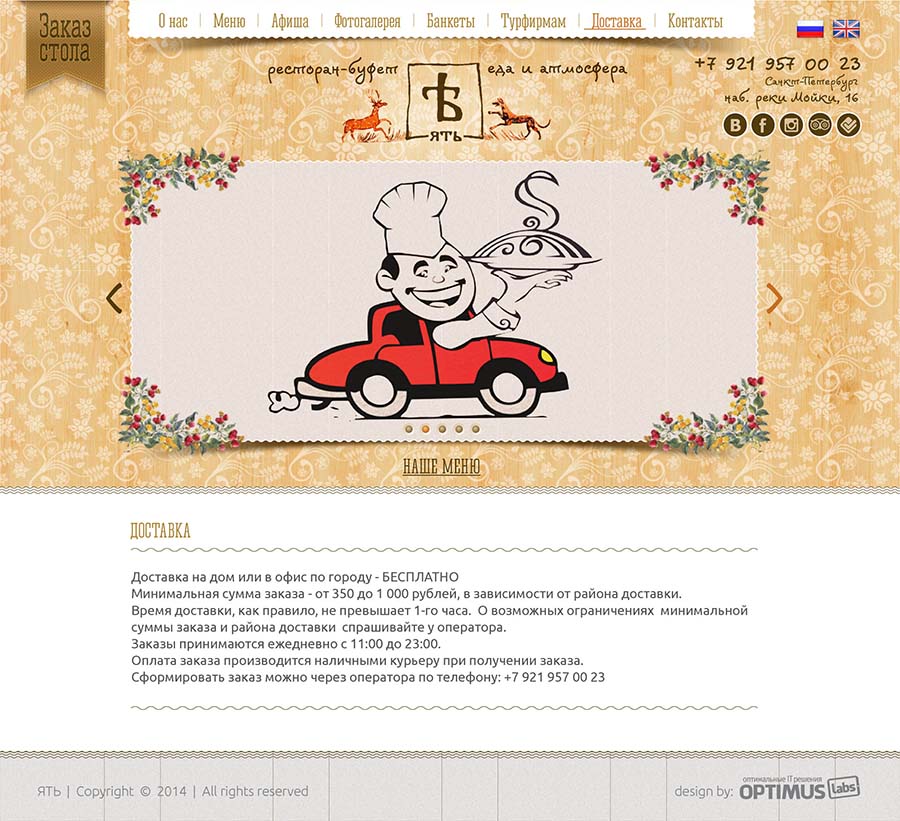 Заказ
стола
О нас | Меню | Афиша | Фотогалерея | Банкеты | Турфирмам | Доставка | Контакты
ресторан-буфет
Ѣ
ЯТЬ
еда и атмосфера
+7 921 957 00 23
Санкт-Петербург
наб. реки Мойки, 16
НАШЕ МЕНЮ
ДОСТАВКА
Доставка на дом или в офис по городу - БЕСПЛАТНО
Минимальная сумма заказа - от 350 до 1 000 рублей, в зависимости от района доставки.
Время доставки, как правило, не превышает 1-го часа. О возможных ограничениях минимальной
суммы заказа и района доставки спрашивайте у оператора.
Заказы принимаются ежедневно с 11:00 до 23:00.
Оплата заказа производится наличными курьеру при получении заказа.
Сформировать заказ можно через оператора по телефону: +7 921 957 00 23
ЯТЬ | Copyright © 2014 | All rights reserved
оптимальные IT решения
design by: OPTIMUS labs